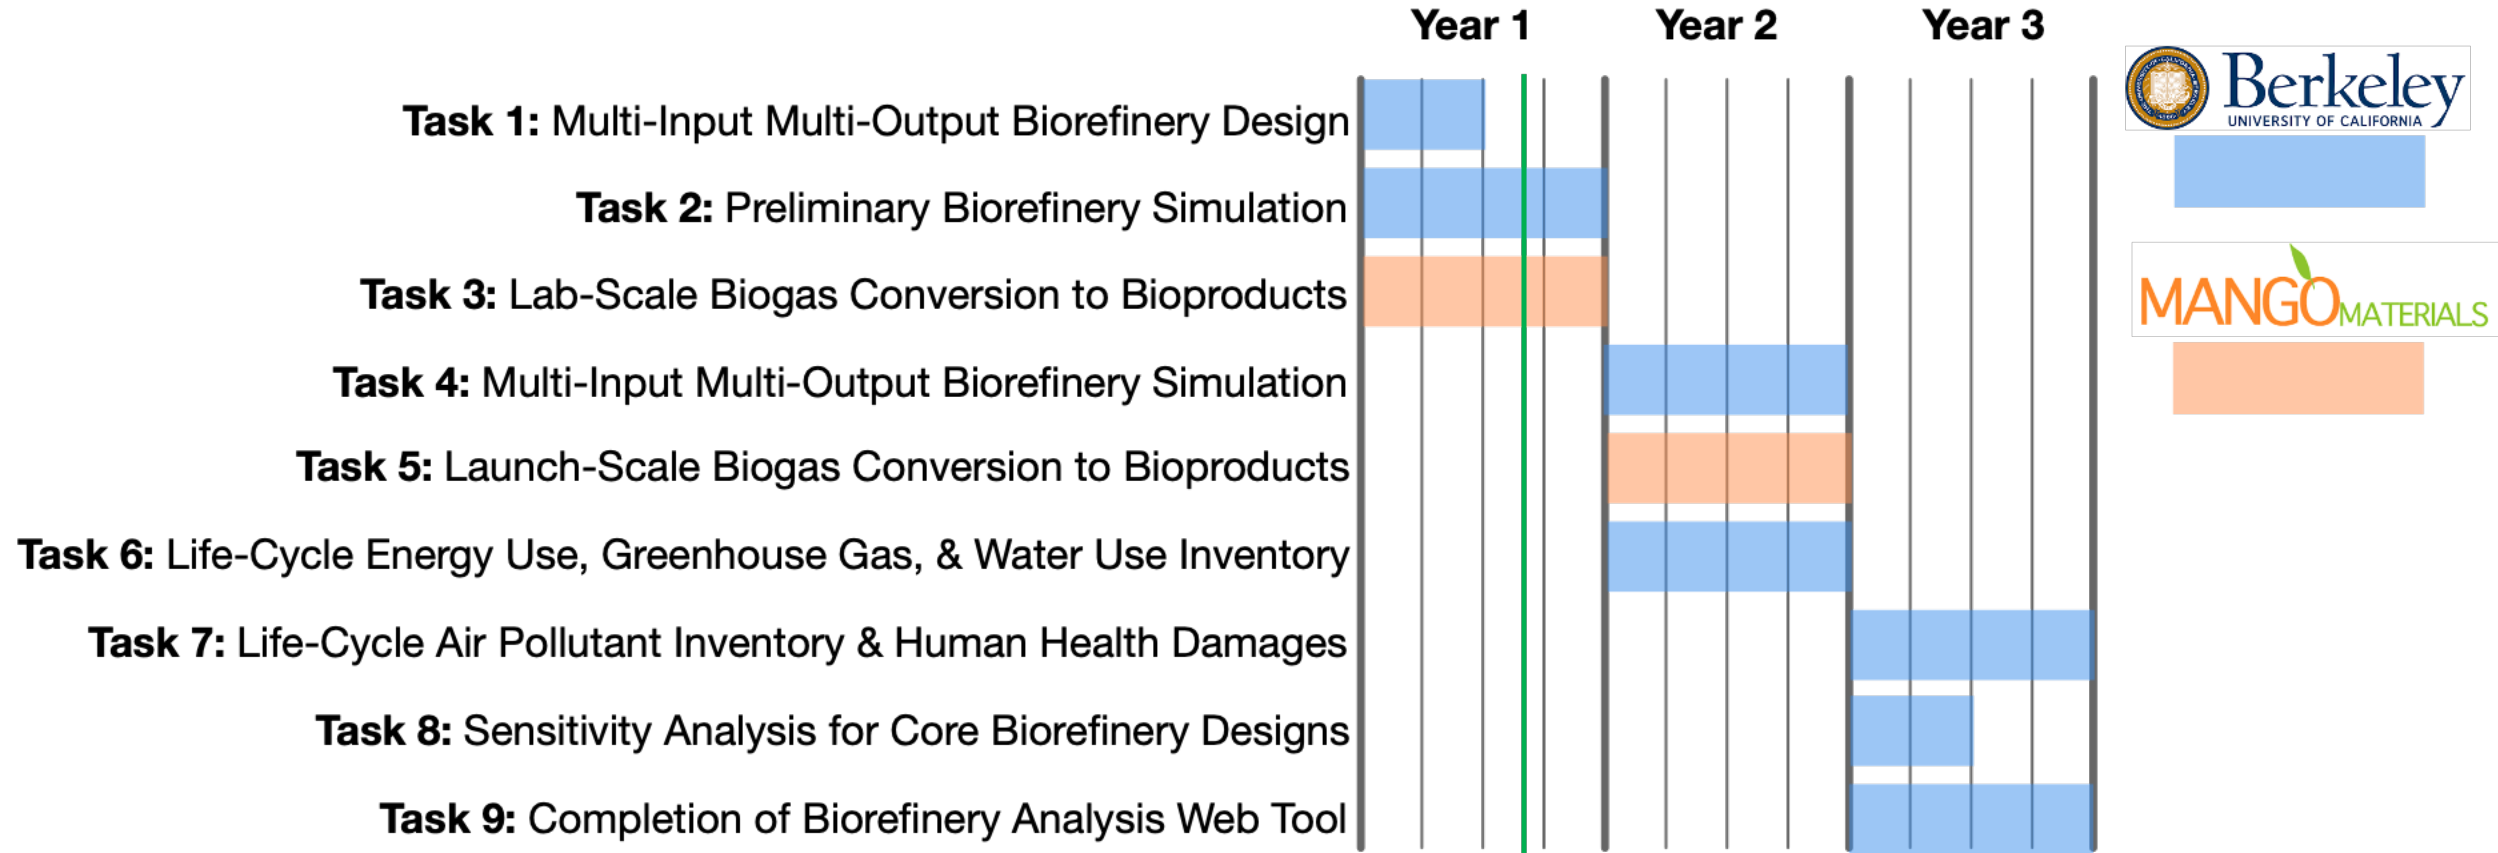 Year 1 Year 2 Year 3
Berkeley
UNIVERSITY OF CALIFORNIA
Task 1: Multi-Input Multi-Output Biorefinery Design
Task 2: Preliminary Biorefinery Simulation
Task 3: Lab-Scale Biogas Conversion to Bioproducts
MANGO MATERIALS
Task 4: Multi-Input Multi-Output Biorefinery Simulation
Task 5: Launch-Scale Biogas Conversion to Bioproducts
Task 6: Life-Cycle Energy Use, Greenhouse Gas, & Water Use Inventory
Task 7: Life-Cycle Air Pollutant Inventory & Human Health Damages
Task 8: Sensitivity Analysis for Core Biorefinery Designs
Task 9: Completion of Biorefinery Analysis Web Tool